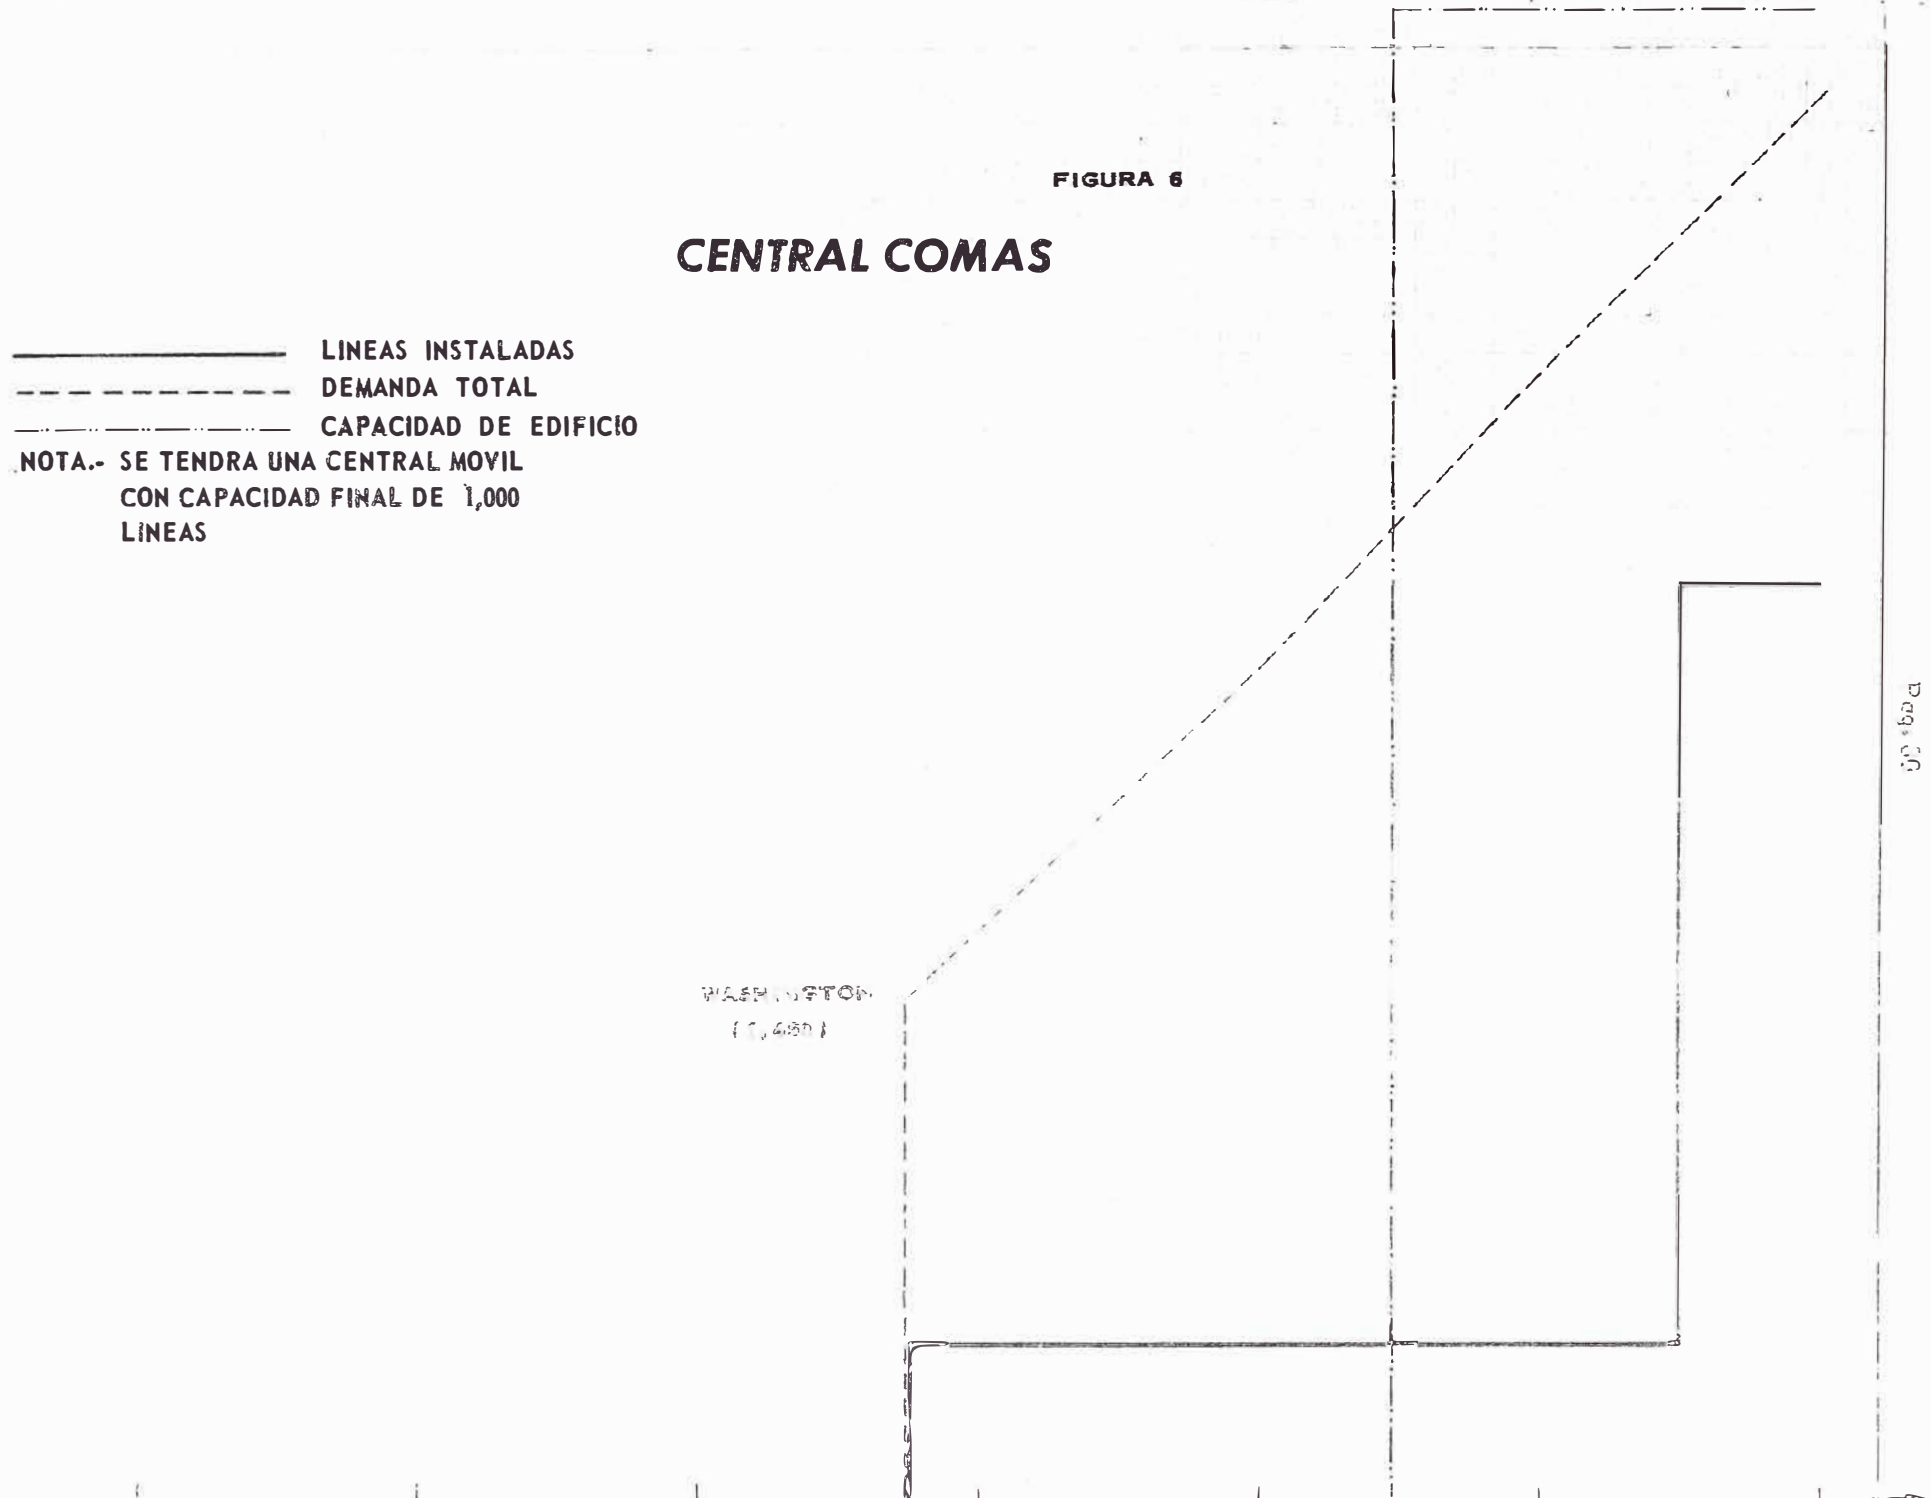 FIGURA 6
CENTRAL COMAS
LINEAS INSTALADAS
DEMANDA TOTAL
CAPACIDAD DE EDIFICIO
NOTA.- SE TENDRA UNA CENTRAL MOVIL
CON CAPACIDAD FINAL DE 1,000
LINEAS
WASHINGTON